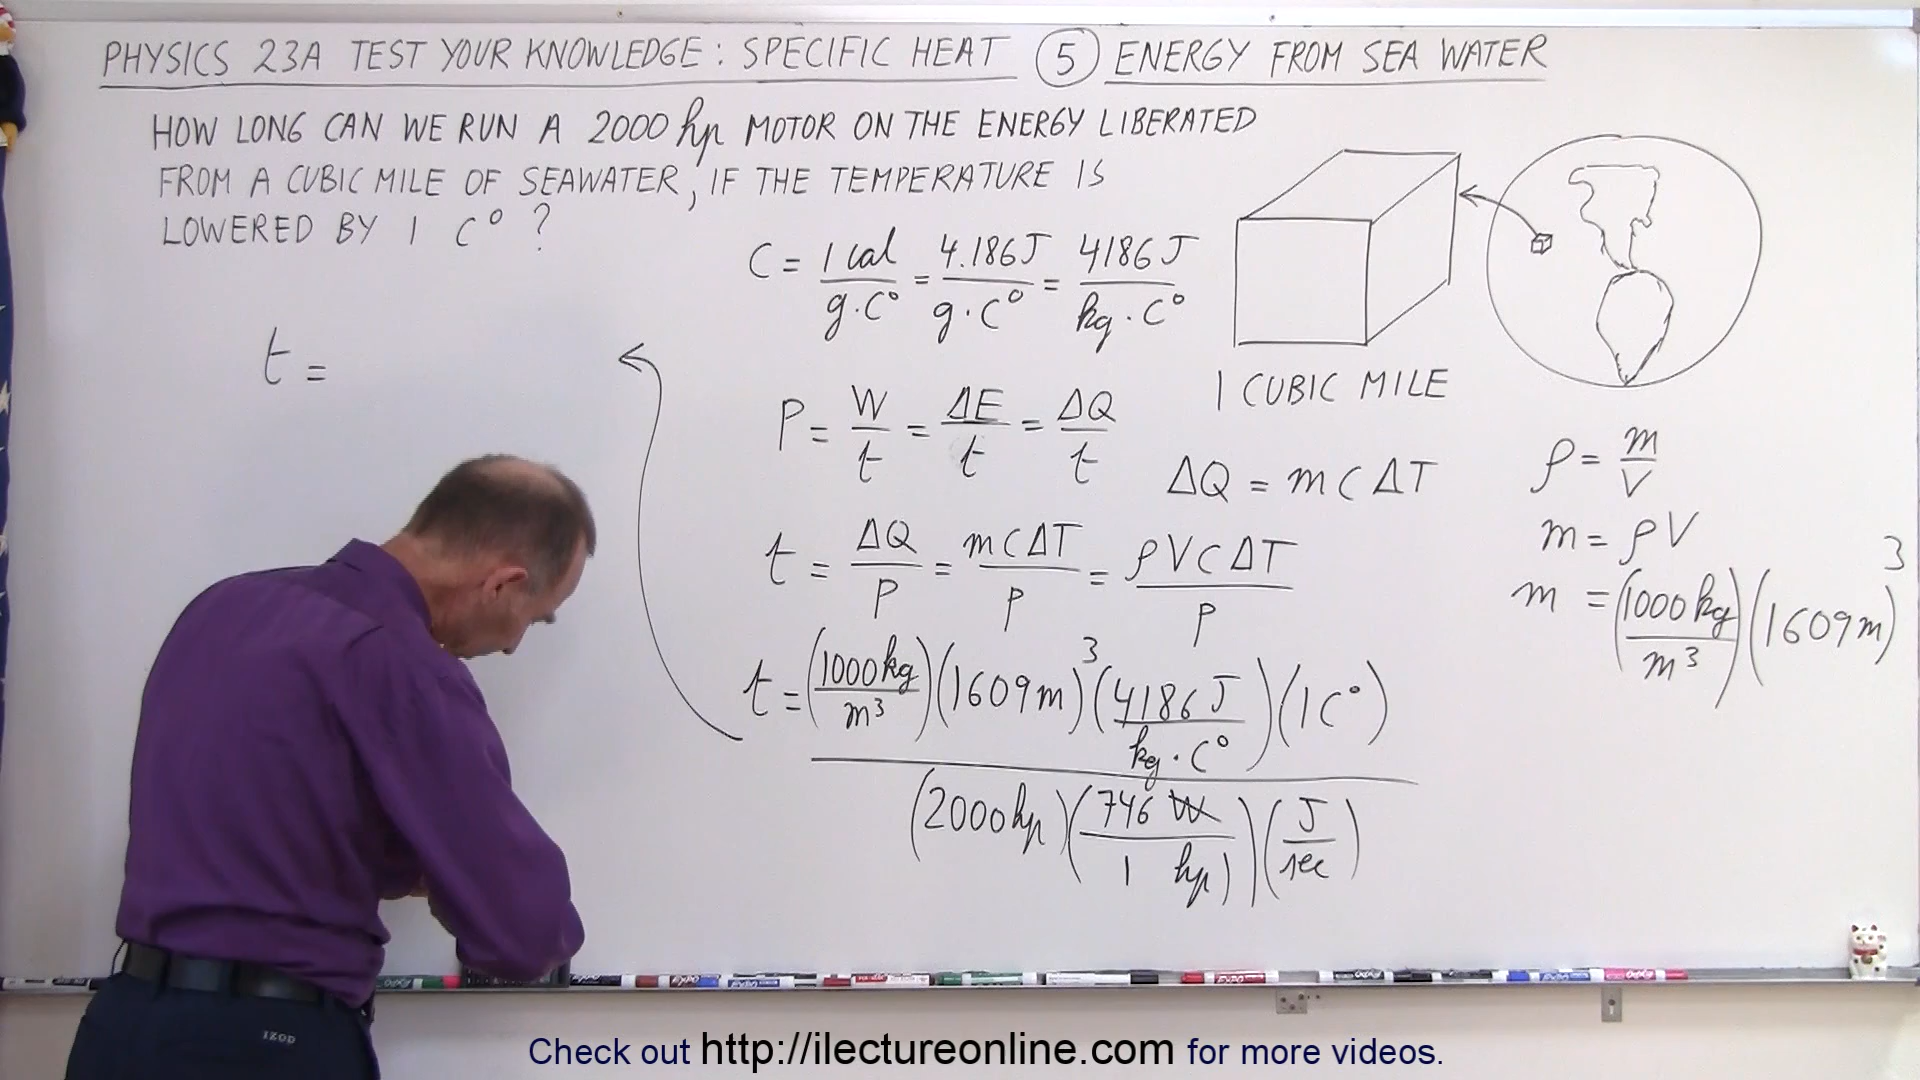 PHYSICS 23A TEST YOUR KNOWLEDGE: SPECIFIC HEAT ⑤ ENERGY FROM SEA WATER
HOW LONG CAN WE RUN A 2000 hp MOTOR ON THE ENERGY LIBERATED
FROM A CUBIC MILE OF SEAWATER, IF THE TEMPERATURE IS
LOWERED BY 1 C° ?
C = 1 cal / g·C° = 4.186 J / g·C° = 4186 J / kg·C°
t =
1 CUBIC MILE
P = W/t = ΔE/t = ΔQ/t
ΔQ = m C ΔT
ρ = m/V
m = ρV
m = (1000 kg / m³)(1609 m)³
t = ΔQ/P = mCΔT/P = ρVCΔT/P
t = (1000 kg / m³)(1609 m)³(4186 J / kg·C°)(1 C°)
(2000 hp)(746 W / 1 hp)(J / sec)
IZOD
Check out http://ilectureonline.com for more videos.